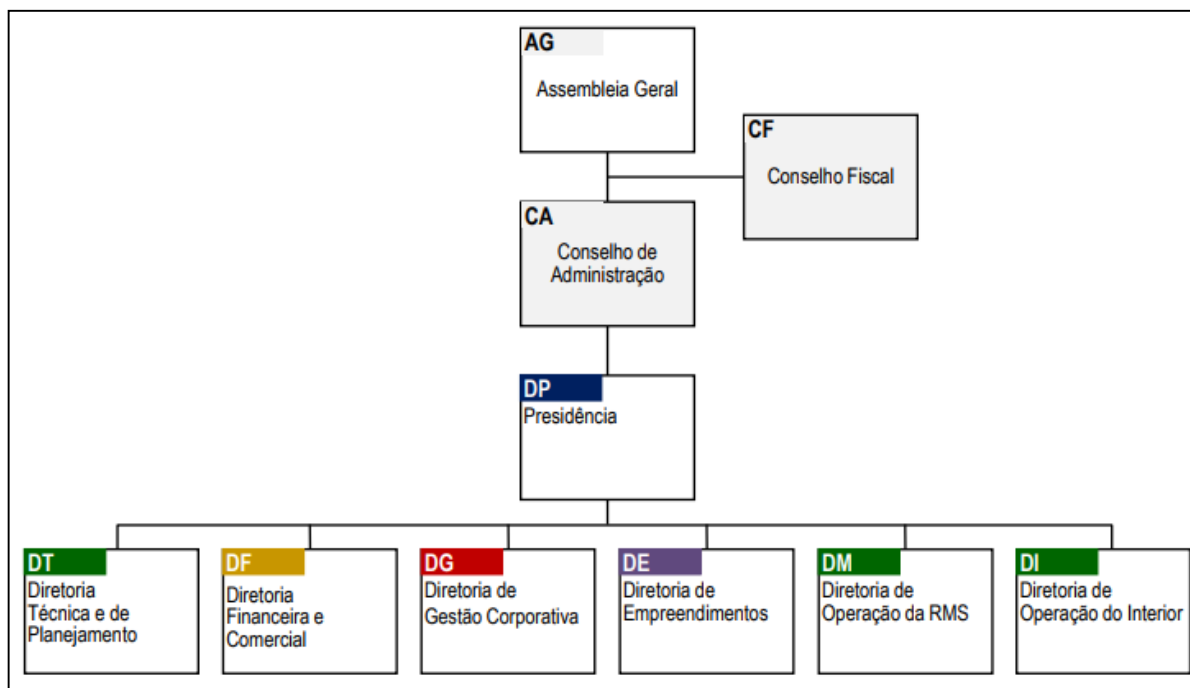 AG
Assembleia Geral
CF
Conselho Fiscal
CA
Conselho de
Administração
DP
Presidência
DT
Diretoria
Técnica e de
Planejamento
DF
Diretoria
Financeira e
Comercial
DG
Diretoria de
Gestão Corporativa
DE
Diretoria de
Empreendimentos
DM
Diretoria de
Operação da RMS
DI
Diretoria de
Operação do Interior